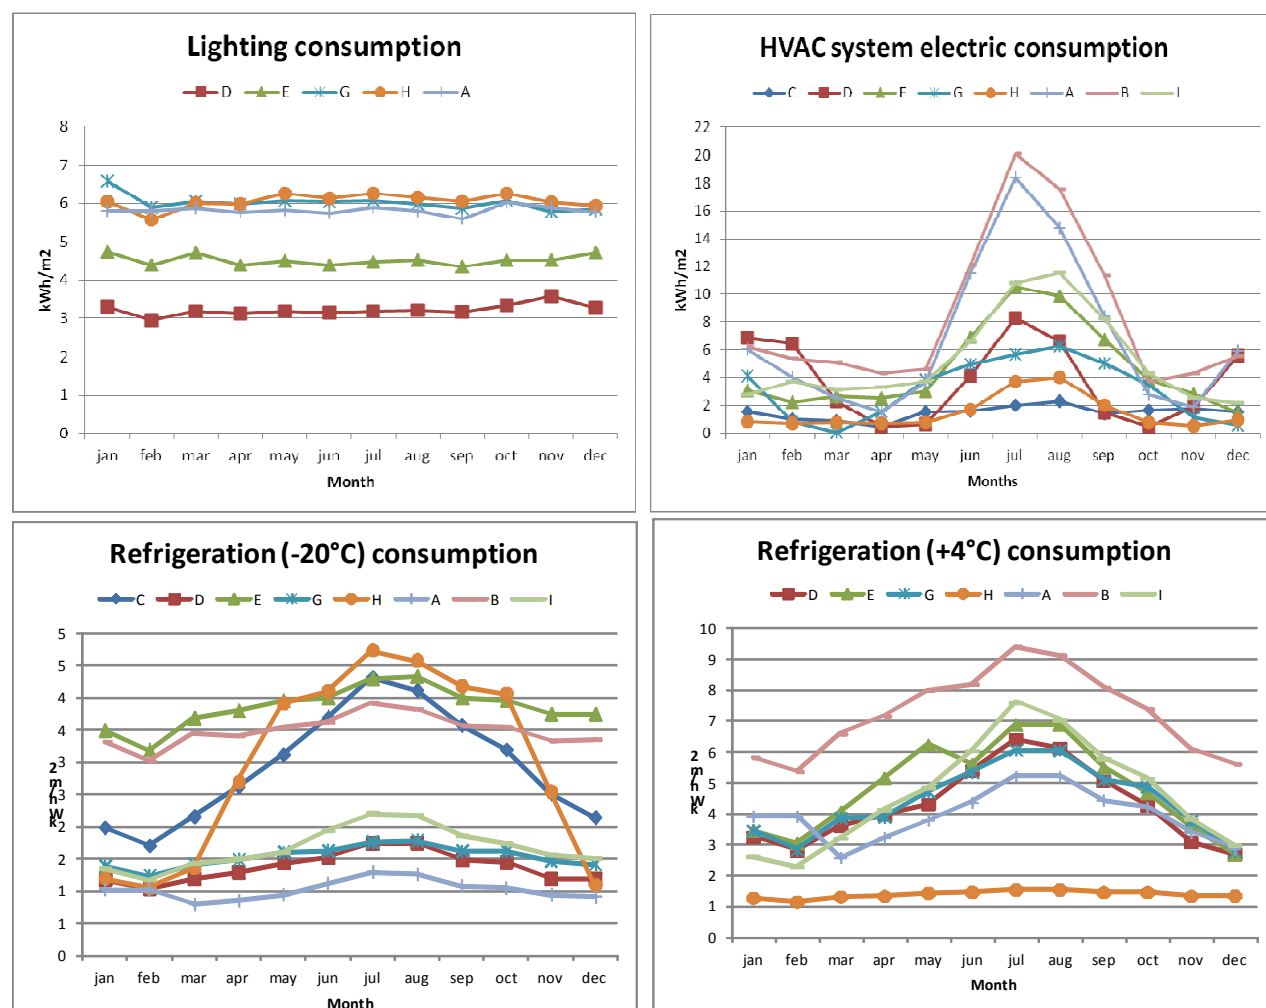 Lighting consumption
D E G H A
8
7
6
5
4
3
2
1
0
kWh/m2
jan feb mar apr may jun jul aug sep oct nov dec
Month
HVAC system electric consumption
C D E G H A B I
22
20
18
16
14
12
10
8
6
4
2
0
kWh/m2
jan feb mar apr may jun jul aug sep oct nov dec
Months
Refrigeration (-20°C) consumption
C D E G H A B I
5
5
4
4
3
3
2
2
1
1
0
kWh/m2
jan feb mar apr may jun jul aug sep oct nov dec
Month
Refrigeration (+4°C) consumption
D E G H A B I
10
9
8
7
6
5
4
3
2
1
0
kWh/m2
jan feb mar apr may jun jul aug sep oct nov dec
Month